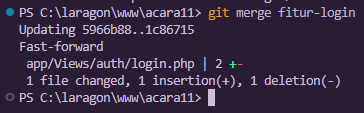 PS C:\laragon\www\acara11> git merge fitur-login
Updating 5966b88..1c86715
Fast-forward
 app/Views/auth/login.php | 2 +-
 1 file changed, 1 insertion(+), 1 deletion(-)
PS C:\laragon\www\acara11>